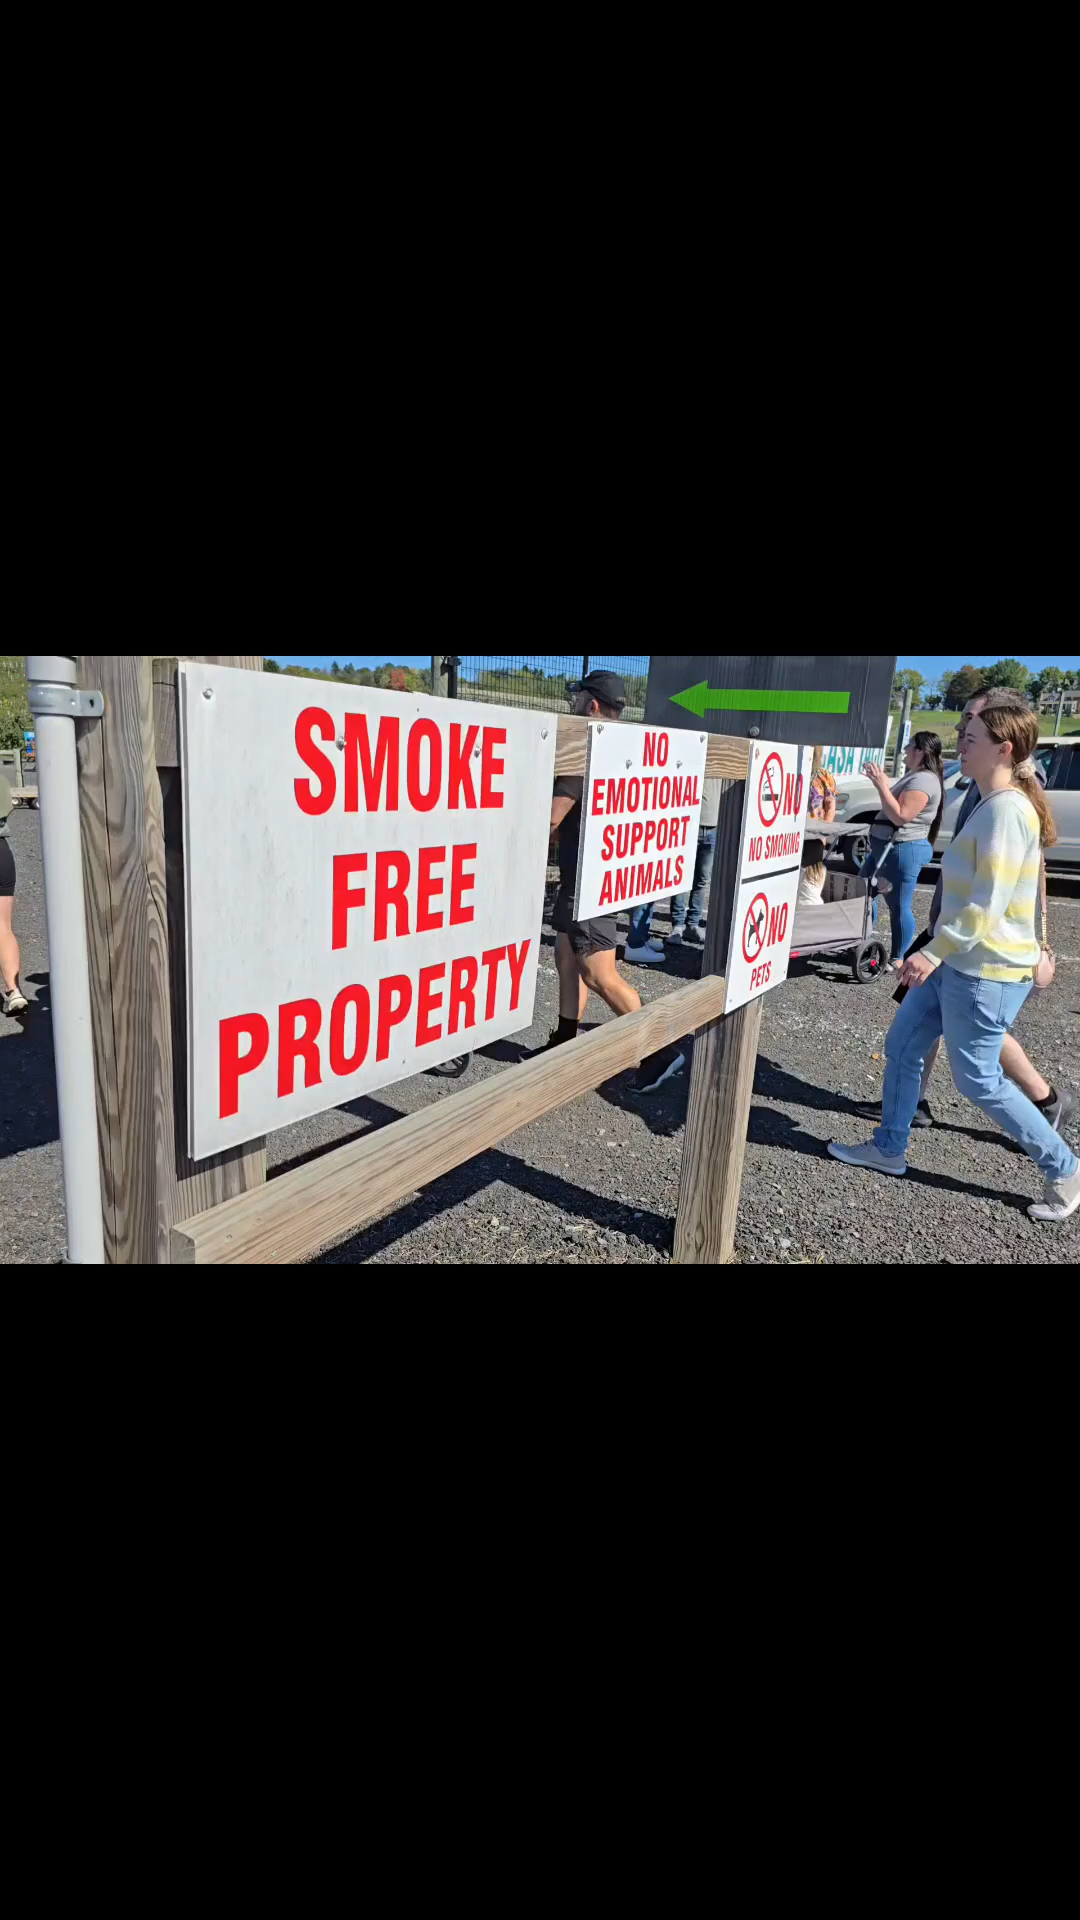 SMOKE
FREE
PROPERTY
NO
EMOTIONAL
SUPPORT
ANIMALS
NO
NO SMOKING
NO
PETS